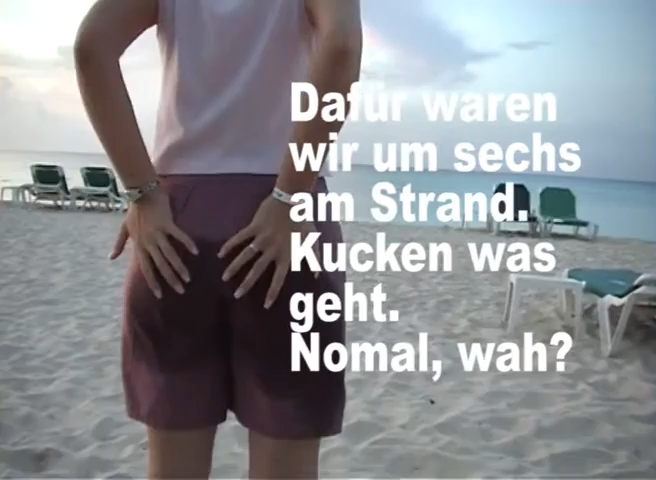 Dafür waren
wir um sechs
am Strand.
Kucken was
geht.
Nomal, wah?